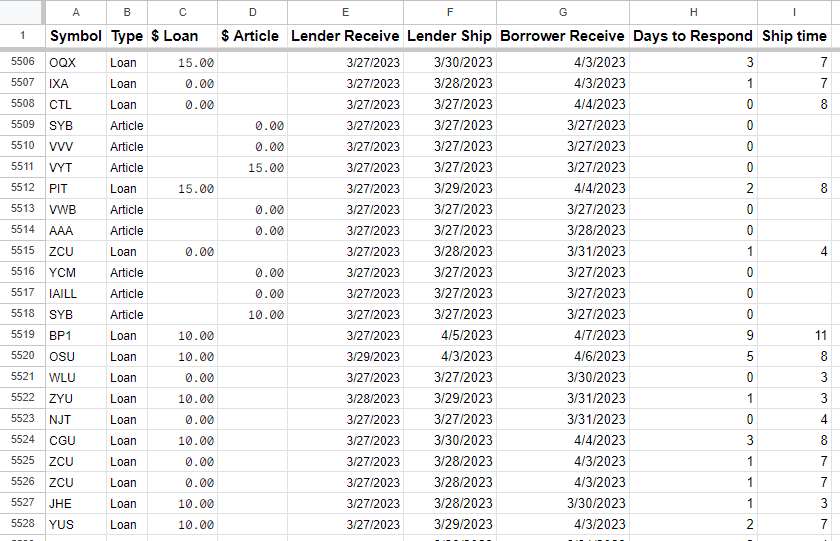 A B C D E F G H I
1 Symbol Type $ Loan $ Article Lender Receive Lender Ship Borrower Receive Days to Respond Ship time
5506 OQX Loan 15.00 3/27/2023 3/30/2023 4/3/2023 3 7
5507 IXA Loan 0.00 3/27/2023 3/28/2023 4/3/2023 1 7
5508 CTL Loan 0.00 3/27/2023 3/27/2023 4/4/2023 0 8
5509 SYB Article 0.00 3/27/2023 3/27/2023 3/27/2023 0
5510 VVV Article 0.00 3/27/2023 3/27/2023 3/27/2023 0
5511 VYT Article 15.00 3/27/2023 3/27/2023 3/27/2023 0
5512 PIT Loan 15.00 3/27/2023 3/29/2023 4/4/2023 2 8
5513 VWB Article 0.00 3/27/2023 3/27/2023 3/27/2023 0
5514 AAA Article 0.00 3/27/2023 3/27/2023 3/28/2023 0
5515 ZCU Loan 0.00 3/27/2023 3/28/2023 3/31/2023 1 4
5516 YCM Article 0.00 3/27/2023 3/27/2023 3/27/2023 0
5517 IAILL Article 0.00 3/27/2023 3/27/2023 3/27/2023 0
5518 SYB Article 10.00 3/27/2023 3/27/2023 3/27/2023 0
5519 BP1 Loan 10.00 3/27/2023 4/5/2023 4/7/2023 9 11
5520 OSU Loan 10.00 3/29/2023 4/3/2023 4/6/2023 5 8
5521 WLU Loan 0.00 3/27/2023 3/27/2023 3/30/2023 0 3
5522 ZYU Loan 10.00 3/28/2023 3/29/2023 3/31/2023 1 3
5523 NJT Loan 0.00 3/27/2023 3/27/2023 3/31/2023 0 4
5524 CGU Loan 10.00 3/27/2023 3/30/2023 4/4/2023 3 8
5525 ZCU Loan 0.00 3/27/2023 3/28/2023 4/3/2023 1 7
5526 ZCU Loan 0.00 3/27/2023 3/28/2023 4/3/2023 1 7
5527 JHE Loan 10.00 3/27/2023 3/28/2023 3/30/2023 1 3
5528 YUS Loan 10.00 3/27/2023 3/29/2023 4/3/2023 2 7